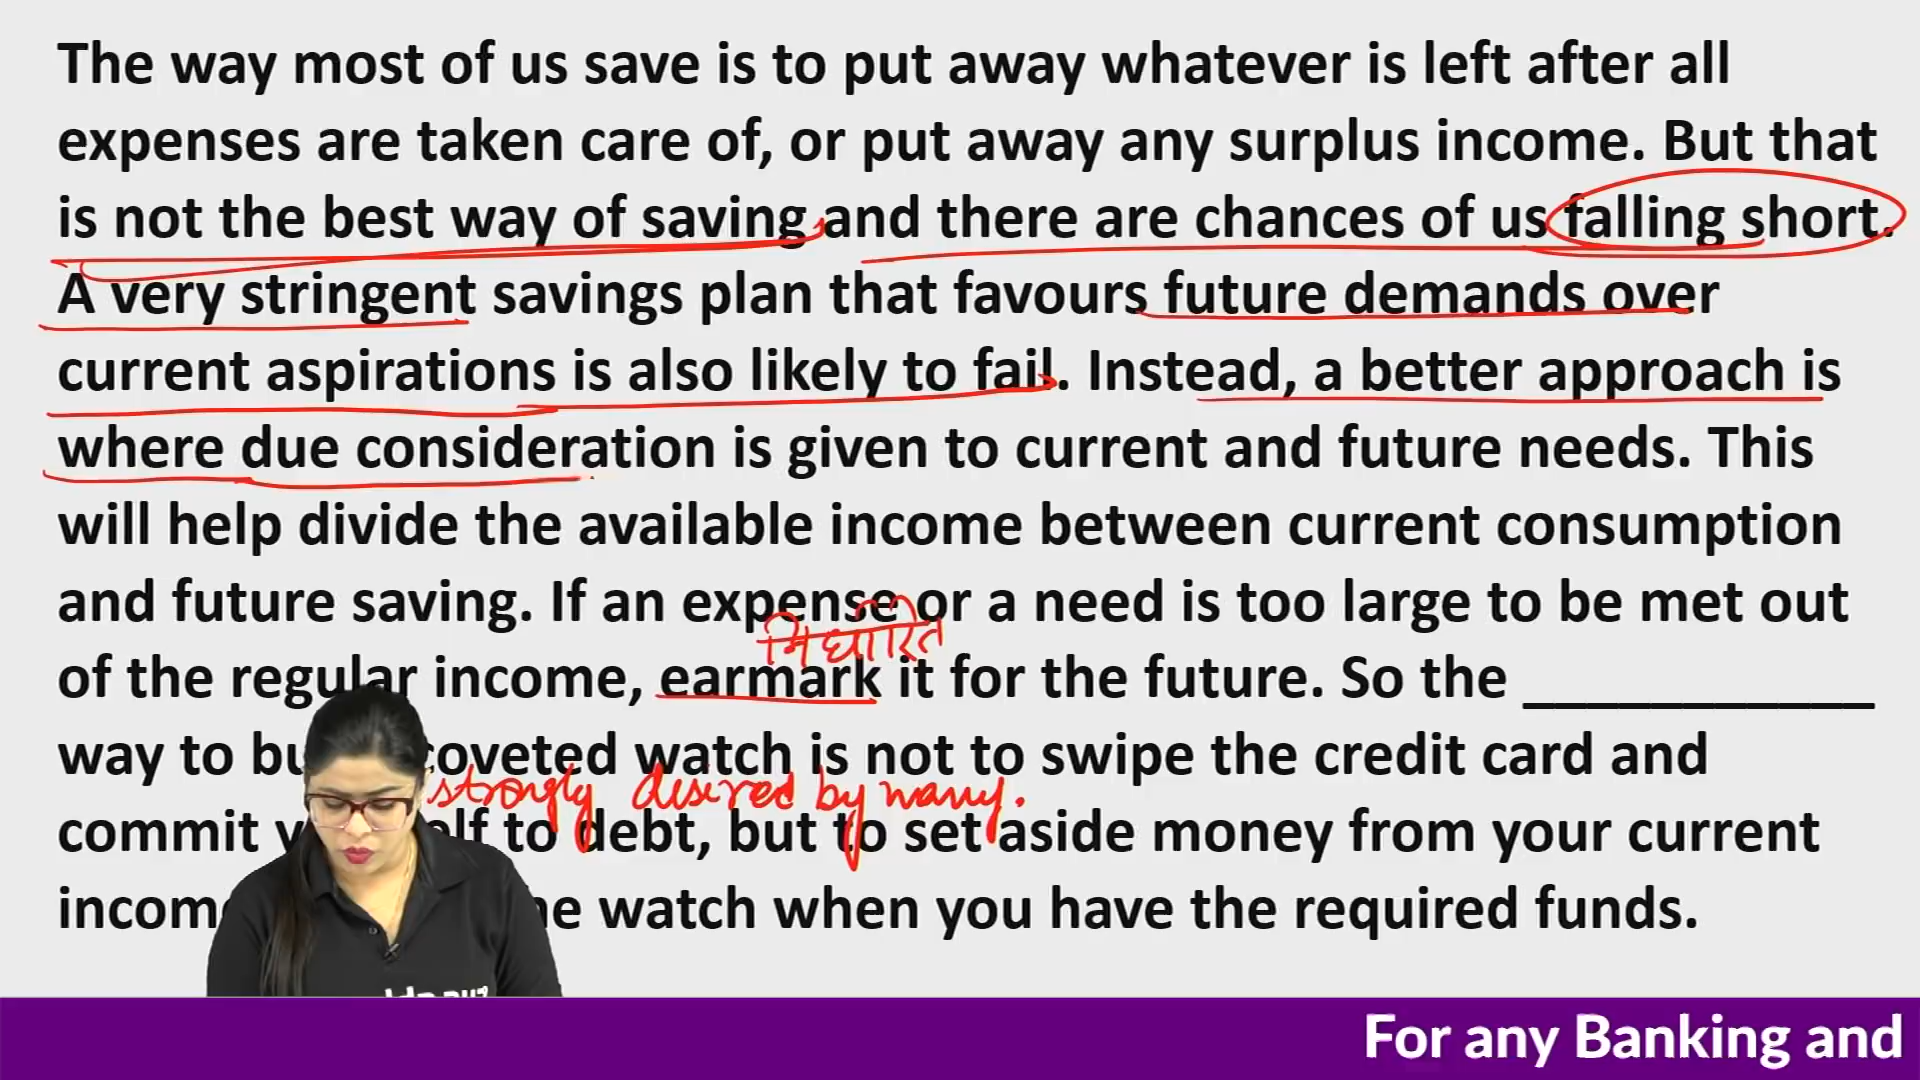 The way most of us save is to put away whatever is left after all
expenses are taken care of, or put away any surplus income. But that
is not the best way of saving and there are chances of us falling short.
A very stringent savings plan that favours future demands over
current aspirations is also likely to fail. Instead, a better approach is
where due consideration is given to current and future needs. This
will help divide the available income between current consumption
and future saving. If an expense or a need is too large to be met out
निर्धारित
of the regular income, earmark it for the future. So the ___________
way to coveted watch is not to swipe the credit card and
strongly desired by many.
commit to debt, but to set aside money from your current
watch when you have the required funds.
For any Banking and